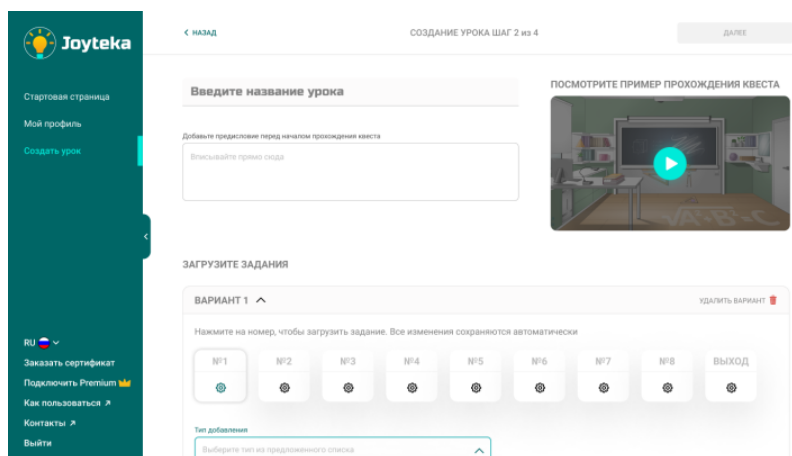 Joyteka
Стартовая страница
Мой профиль
Создать урок
RU
Заказать сертификат
Подключить Premium
Как пользоваться
Контакты
Выйти
НАЗАД
СОЗДАНИЕ УРОКА ШАГ 2 из 4
ДАЛЕЕ
Введите название урока
Добавьте предисловие перед началом прохождения квеста
Вписывайте прямо сюда
ПОСМОТРИТЕ ПРИМЕР ПРОХОЖДЕНИЯ КВЕСТА
ЗАГРУЗИТЕ ЗАДАНИЯ
ВАРИАНТ 1
УДАЛИТЬ ВАРИАНТ
Нажмите на номер, чтобы загрузить задание. Все изменения сохраняются автоматически
№1 №2 №3 №4 №5 №6 №7 №8 ВЫХОД
Тип добавления
Выберите тип из предложенного списка